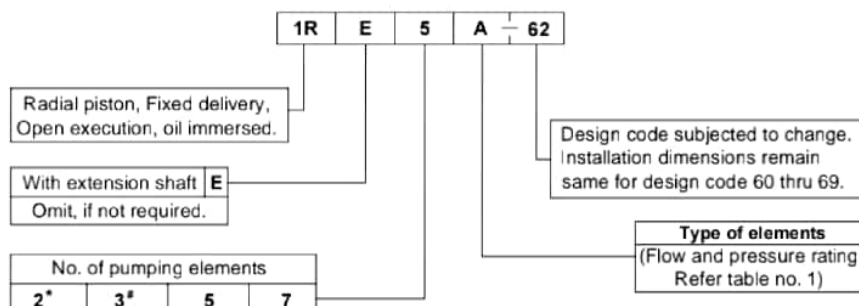 1R E 5 A - 62
Radial piston, Fixed delivery,
Open execution, oil immersed.
Design code subjected to change.
Installation dimensions remain
same for design code 60 thru 69.
With extension shaft E
Omit, if not required.
Type of elements
(Flow and pressure rating
Refer table no. 1)
No. of pumping elements
2* 3# 5 7